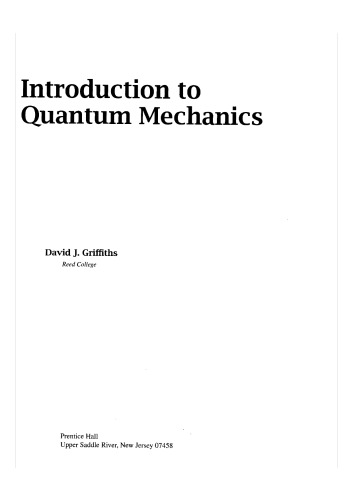 Introduction to
Quantum Mechanics
David J. Griffiths
Reed College
Prentice Hall
Upper Saddle River, New Jersey 07458